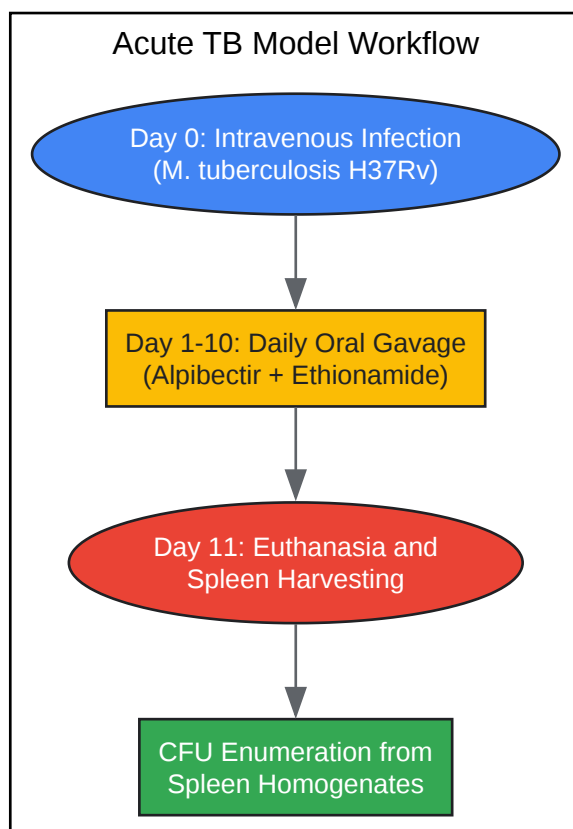 Acute TB Model Workflow
Day 0: Intravenous Infection
(M. tuberculosis H37Rv)
Day 1-10: Daily Oral Gavage
(Alpibectir + Ethionamide)
Day 11: Euthanasia and
Spleen Harvesting
CFU Enumeration from
Spleen Homogenates